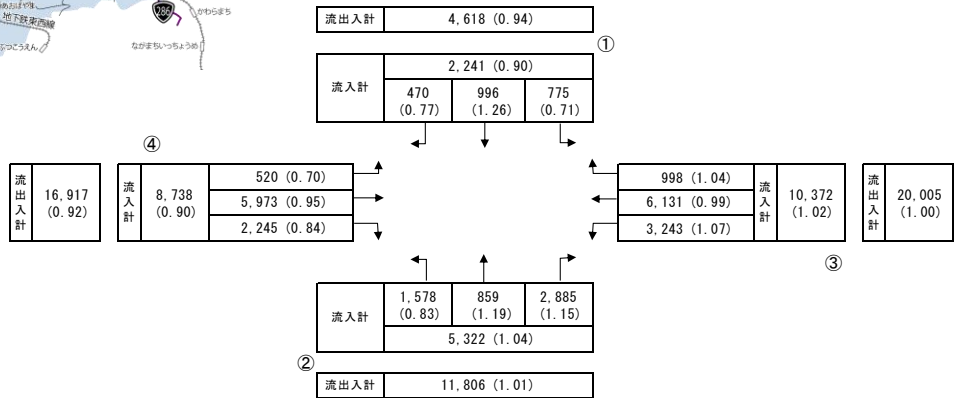 地下鉄東西線
286
かわらまち
ながまちいっちょうめ
流出入計 4,618 (0.94)
①
流入計 2,241 (0.90)
470 996 775
(0.77) (1.26) (0.71)
④
流出入計 16,917 (0.92)
流入計 8,738 (0.90)
520 (0.70)
5,973 (0.95)
2,245 (0.84)
998 (1.04)
6,131 (0.99)
3,243 (1.07)
流入計 10,372 (1.02)
流出入計 20,005 (1.00)
③
流入計
1,578 859 2,885
(0.83) (1.19) (1.15)
5,322 (1.04)
②
流出入計 11,806 (1.01)